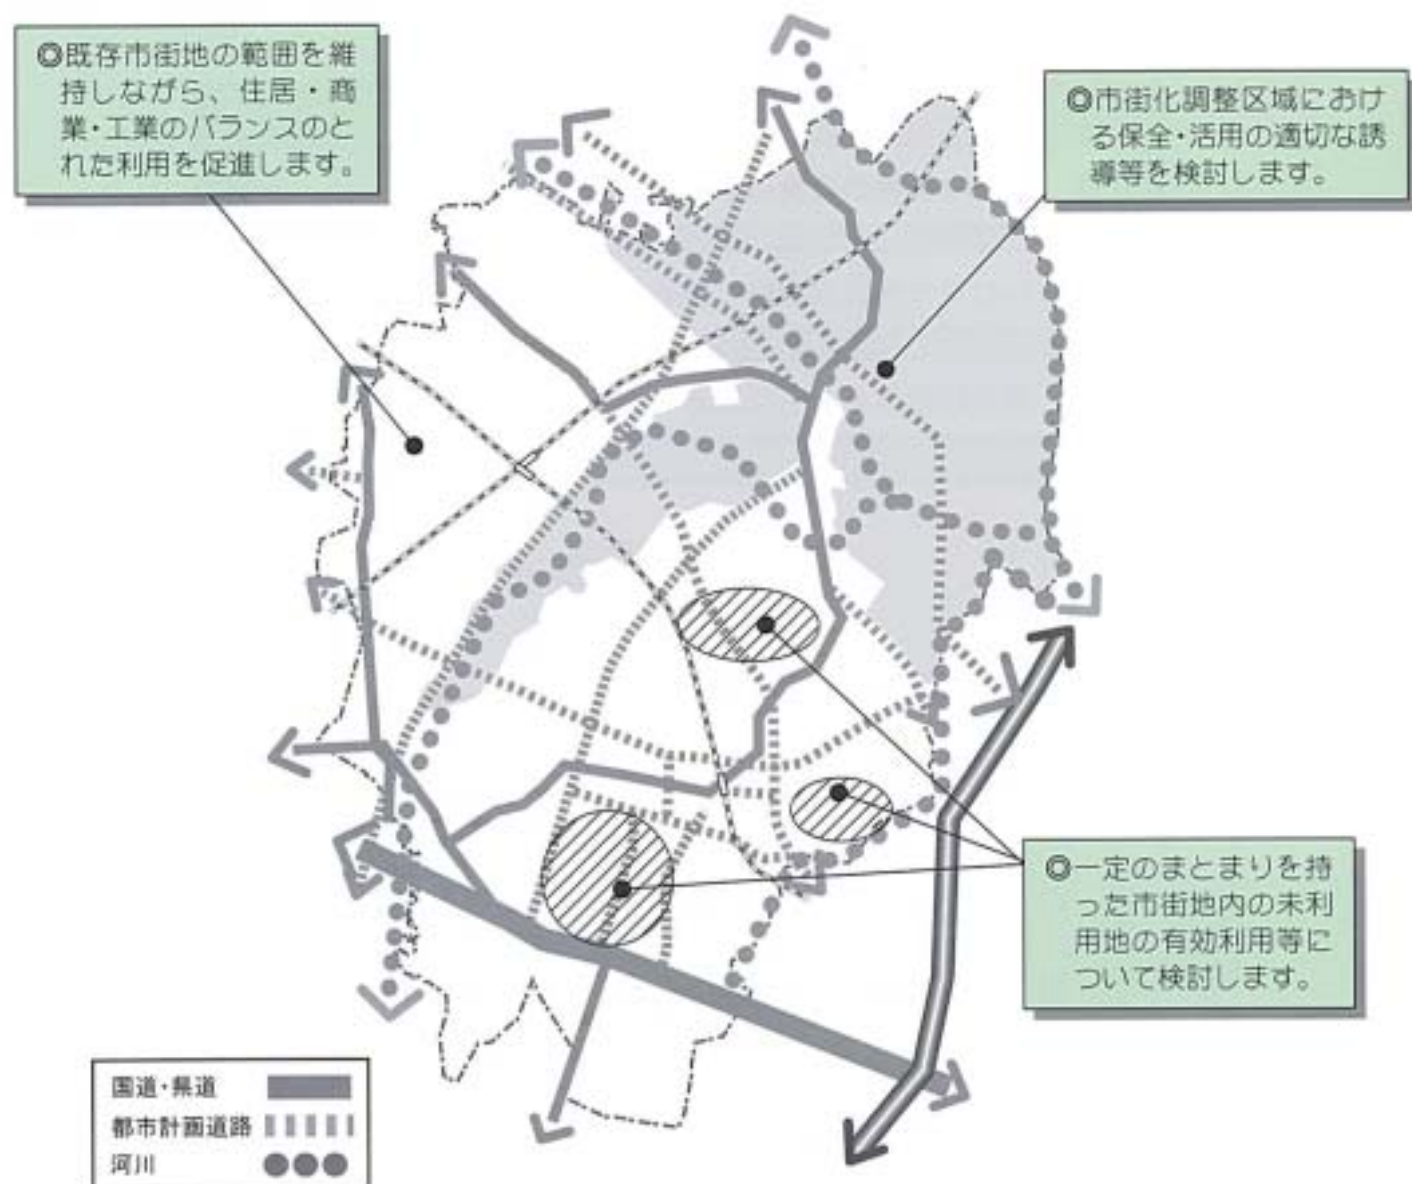 ◎既存市街地の範囲を維
持しながら、住居・商
業・工業のバランスのと
れた利用を促進します。
◎市街化調整区域におけ
る保全・活用の適切な誘
導等を検討します。
◎一定のまとまりを持
った市街地内の未利
用地の有効利用等に
ついて検討します。
国道・県道
都市計画道路
河川